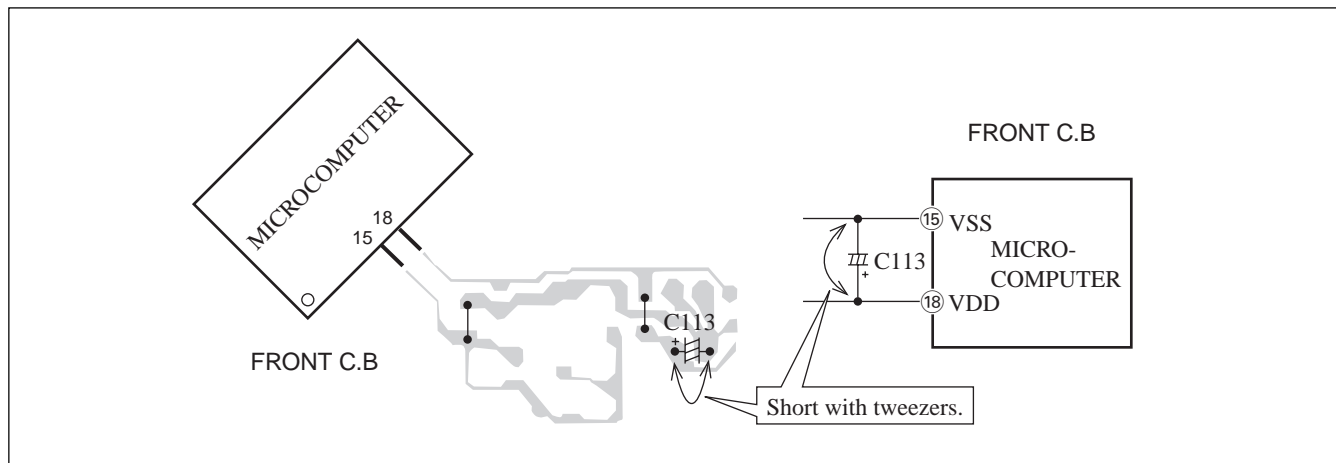 MICROCOMPUTER
18
15
FRONT C.B
C113
+
Short with tweezers.
FRONT C.B
15 VSS
C113
+
MICRO-
COMPUTER
18 VDD